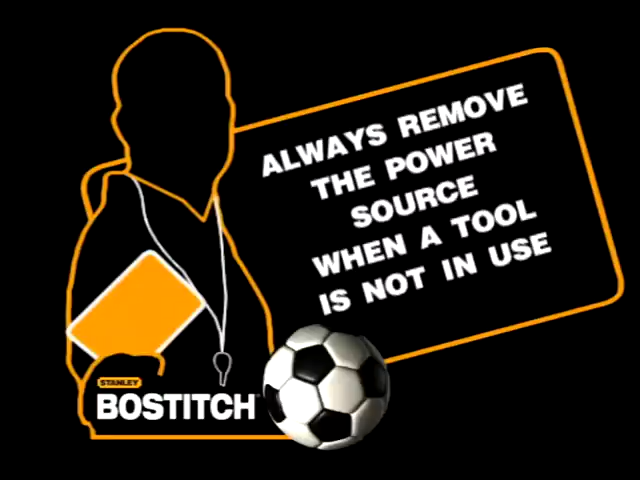 ALWAYS REMOVE
THE POWER
SOURCE
WHEN A TOOL
IS NOT IN USE
STANLEY
BOSTITCH